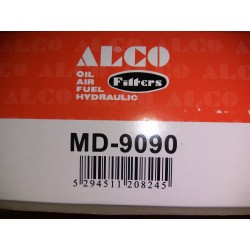 ALCO
OIL
AIR
FUEL
HYDRAULIC
Filters
MD-9090
5 294511 208245